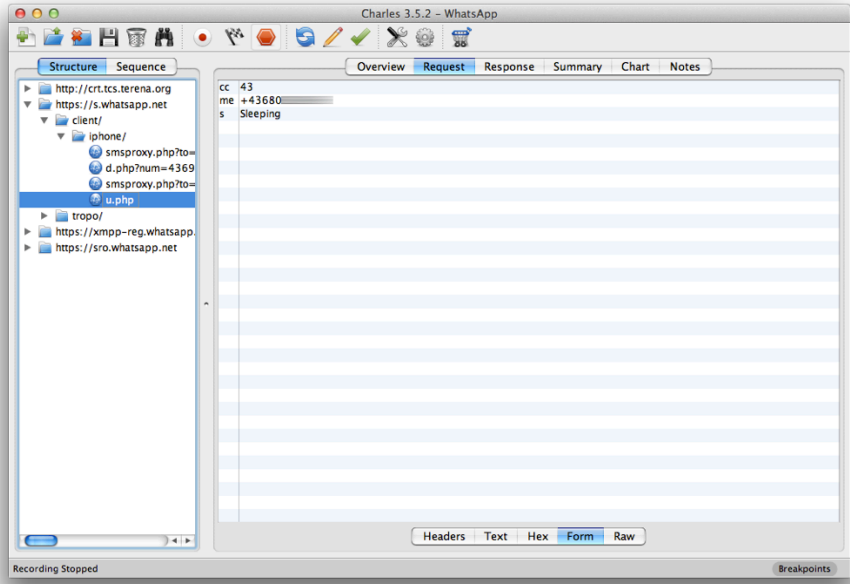 Charles 3.5.2 – WhatsApp
Structure Sequence
Overview Request Response Summary Chart Notes
http://crt.tcs.terena.org
https://s.whatsapp.net
client/
iphone/
smsproxy.php?to=
d.php?num=4369
smsproxy.php?to=
u.php
tropo/
https://xmpp-reg.whatsapp.
https://sro.whatsapp.net
cc 43
me +43680
s Sleeping
Headers Text Hex Form Raw
Recording Stopped
Breakpoints